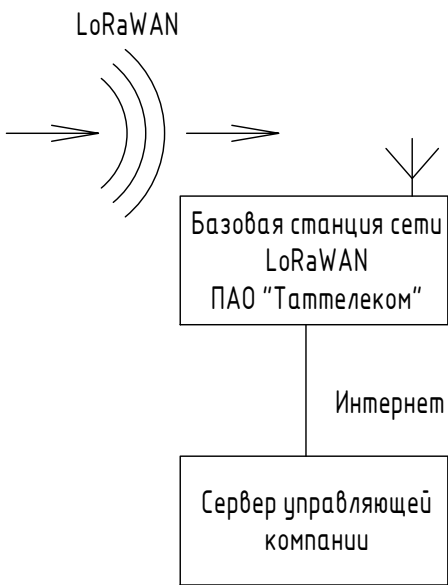 LoRaWAN
Базовая станция сети
LoRaWAN
ПАО "Таттелеком"
Интернет
Сервер управляющей
компании